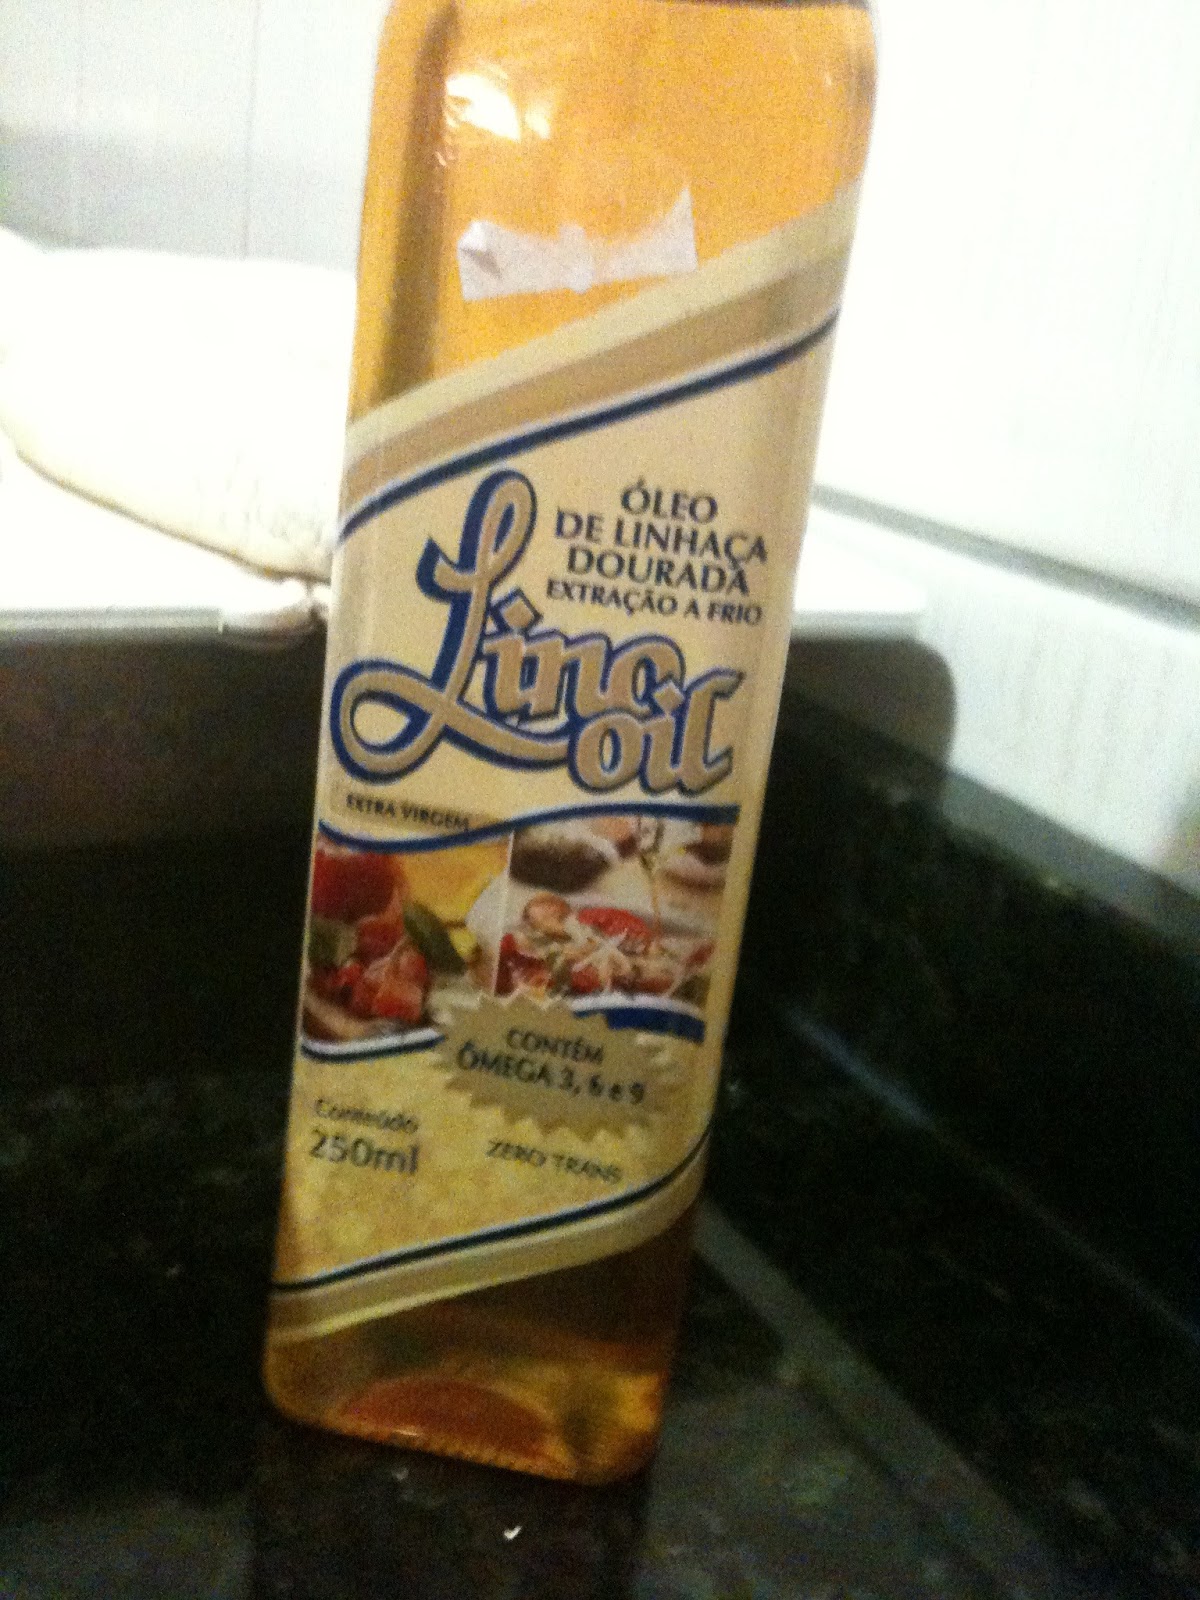 ÓLEO
DE LINHAÇA
DOURADA
EXTRAÇÃO A FRIO
Lino
oil
EXTRA VIRGEM
CONTÉM
ÔMEGA 3, 6 e 9
Conteúdo
250ml
ZERO TRANS